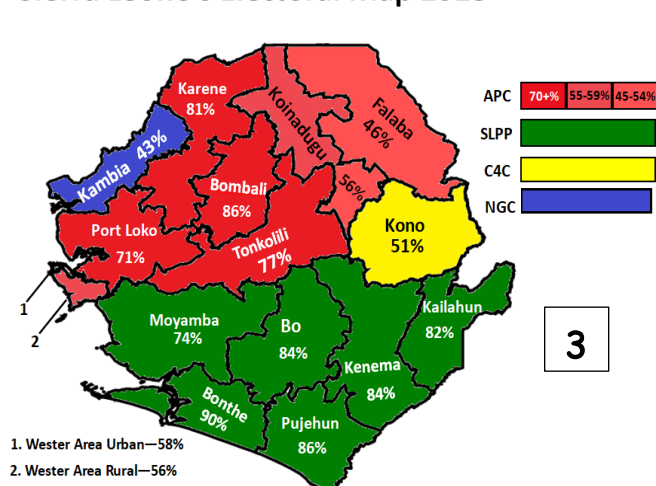 Karene
81%
Koinadugu
Falaba
46%
APC
70+%
55-59%
45-54%
SLPP
C4C
NGC
Kambia 43%
Bombali
86%
56%
Kono
51%
Port Loko
71%
Tonkolili
77%
1
2
Moyamba
74%
Bo
84%
Kailahun
82%
Kenema
84%
3
Bonthe
90%
Pujehun
86%
1. Wester Area Urban—58%
2. Wester Area Rural—56%